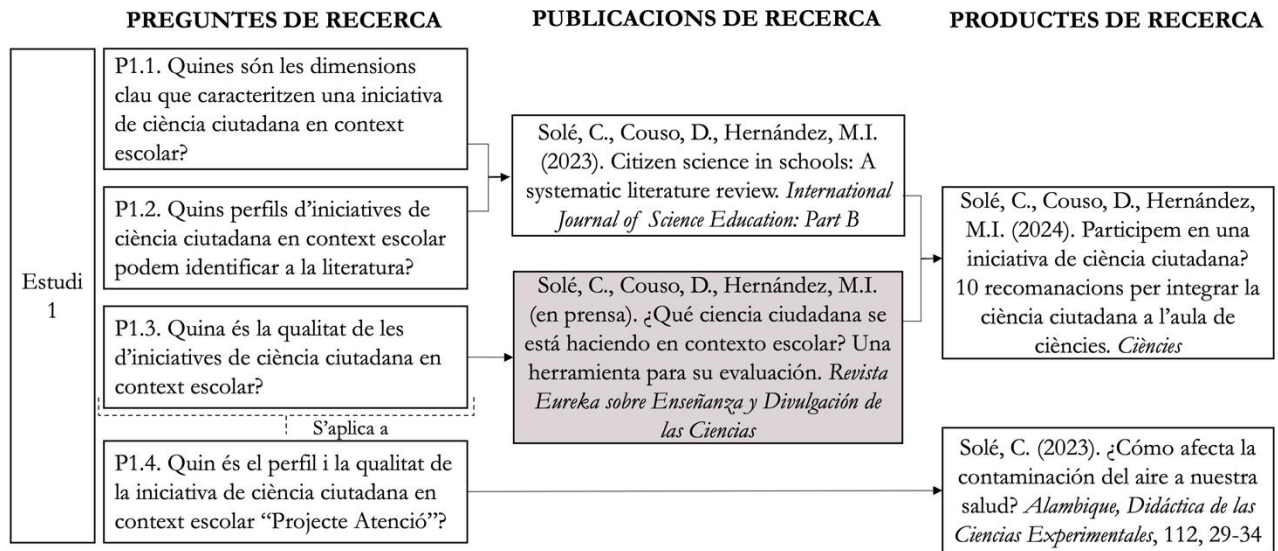 PREGUNTES DE RECERCA
PUBLICACIONS DE RECERCA
PRODUCTES DE RECERCA
Estudi
1
P1.1. Quines són les dimensions
clau que caracteritzen una iniciativa
de ciència ciutadana en context
escolar?
P1.2. Quins perfils d'iniciatives de
ciència ciutadana en context escolar
podem identificar a la literatura?
P1.3. Quina és la qualitat de les
d'iniciatives de ciència ciutadana en
context escolar?
S'aplica a
P1.4. Quin és el perfil i la qualitat de
la iniciativa de ciència ciutadana en
context escolar “Projecte Atenció”?
Solé, C., Couso, D., Hernández, M.I.
(2023). Citizen science in schools: A
systematic literature review. International
Journal of Science Education: Part B
Solé, C., Couso, D., Hernández, M.I.
(en prensa). ¿Qué ciencia ciudadana se
está haciendo en contexto escolar? Una
herramienta para su evaluación. Revista
Eureka sobre Enseñanza y Divulgación de
las Ciencias
Solé, C., Couso, D., Hernández,
M.I. (2024). Participem en una
iniciativa de ciència ciutadana?
10 recomanacions per integrar la
ciència ciutadana a l'aula de
ciències. Ciències
Solé, C. (2023). ¿Cómo afecta la
contaminación del aire a nuestra
salud? Alambique, Didáctica de las
Ciencias Experimentales, 112, 29-34